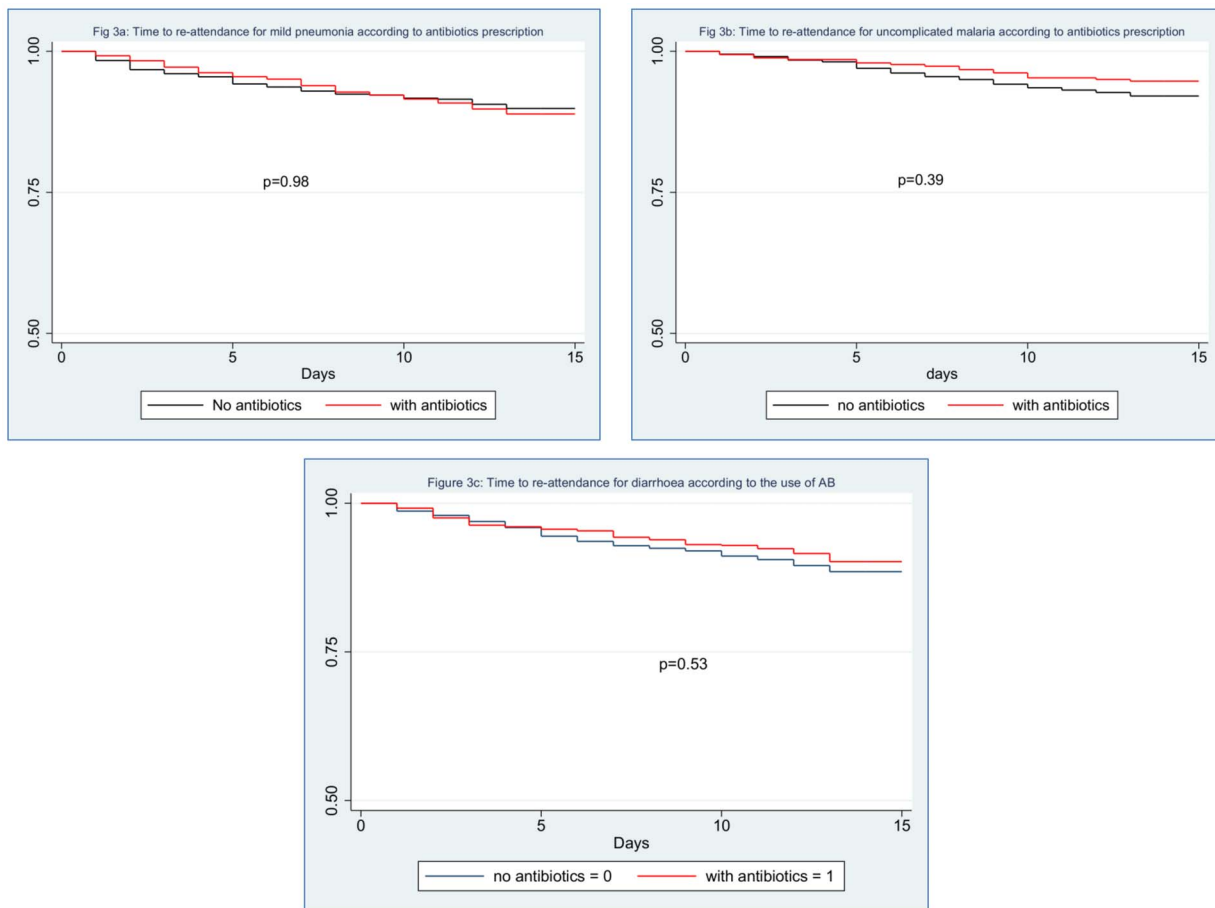 Fig 3a: Time to re-attendance for mild pneumonia according to antibiotics prescription
1.00
0.75
0.50
p=0.98
0 5 10 15
Days
No antibiotics with antibiotics
Fig 3b: Time to re-attendance for uncomplicated malaria according to antibiotics prescription
1.00
0.75
0.50
p=0.39
0 5 10 15
days
no antibiotics with antibiotics
Figure 3c: Time to re-attendance for diarrhoea according to the use of AB
1.00
0.75
0.50
p=0.53
0 5 10 15
Days
no antibiotics = 0 with antibiotics = 1